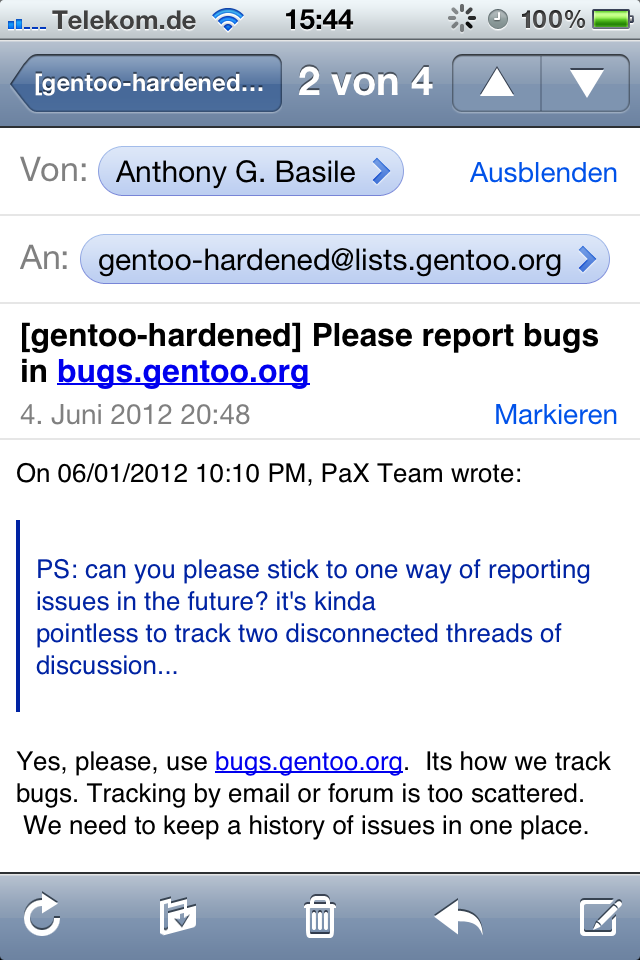 Telekom.de 15:44 100%
[gentoo-hardened... 2 von 4
Von: Anthony G. Basile Ausblenden
An: gentoo-hardened@lists.gentoo.org
[gentoo-hardened] Please report bugs
in bugs.gentoo.org
4. Juni 2012 20:48 Markieren
On 06/01/2012 10:10 PM, PaX Team wrote:
PS: can you please stick to one way of reporting
issues in the future? it's kinda
pointless to track two disconnected threads of
discussion...
Yes, please, use bugs.gentoo.org.  Its how we track
bugs. Tracking by email or forum is too scattered.
We need to keep a history of issues in one place.